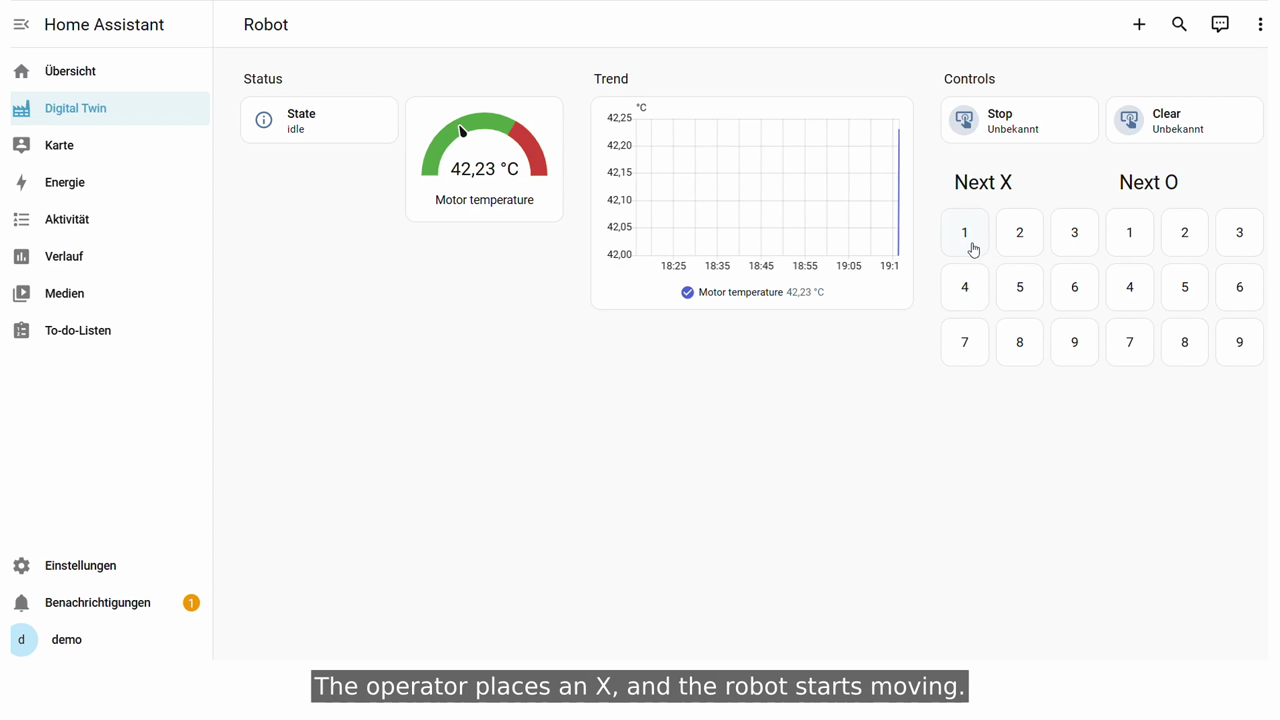 Home Assistant
Robot
Übersicht
Digital Twin
Karte
Energie
Aktivität
Verlauf
Medien
To-do-Listen
Einstellungen
Benachrichtigungen 1
d demo
Status
State
idle
42,23 °C
Motor temperature
Trend
°C
42,25
42,20
42,15
42,10
42,05
42,00
18:25 18:35 18:45 18:55 19:05 19:1
Motor temperature 42,23 °C
Controls
Stop
Unbekannt
Clear
Unbekannt
Next X Next O
1 2 3 1 2 3
4 5 6 4 5 6
7 8 9 7 8 9
The operator places an X, and the robot starts moving.